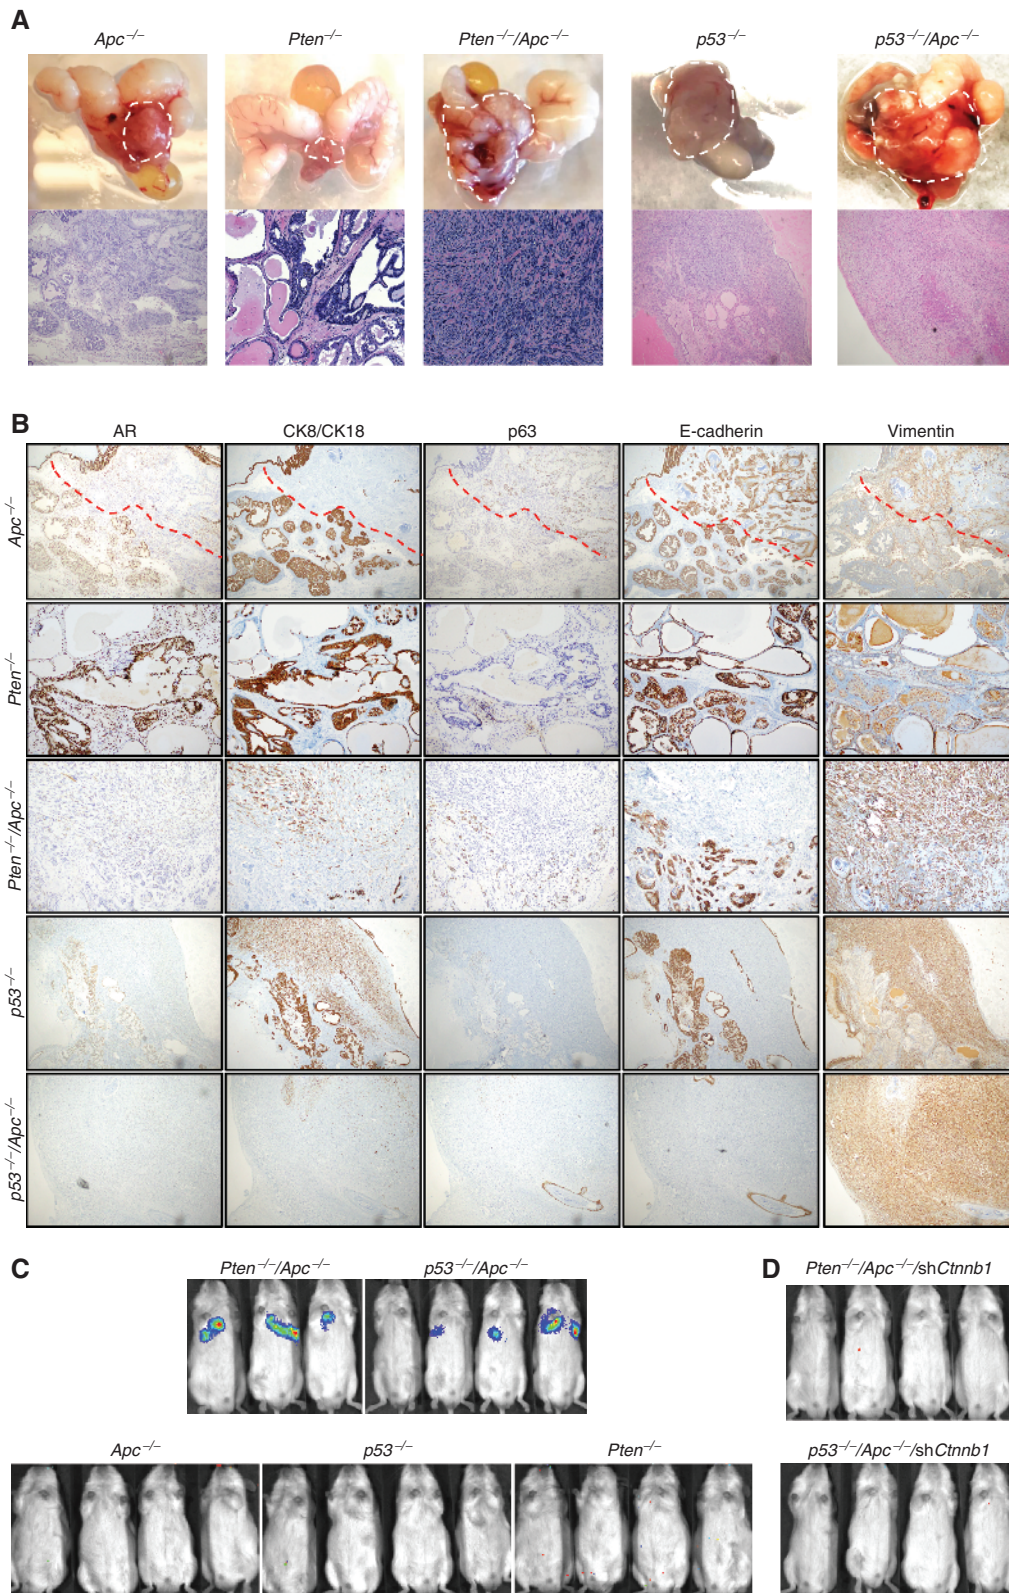 A
Apc−/− Pten−/− Pten−/−/Apc−/− p53−/− p53−/−/Apc−/−
B
AR CK8/CK18 p63 E-cadherin Vimentin
Apc−/−
Pten−/−
Pten−/−/Apc−/−
p53−/−
p53−/−/Apc−/−
C
Pten−/−/Apc−/− p53−/−/Apc−/−
Apc−/− p53−/− Pten−/−
D
Pten−/−/Apc−/−/shCtnnb1
p53−/−/Apc−/−/shCtnnb1